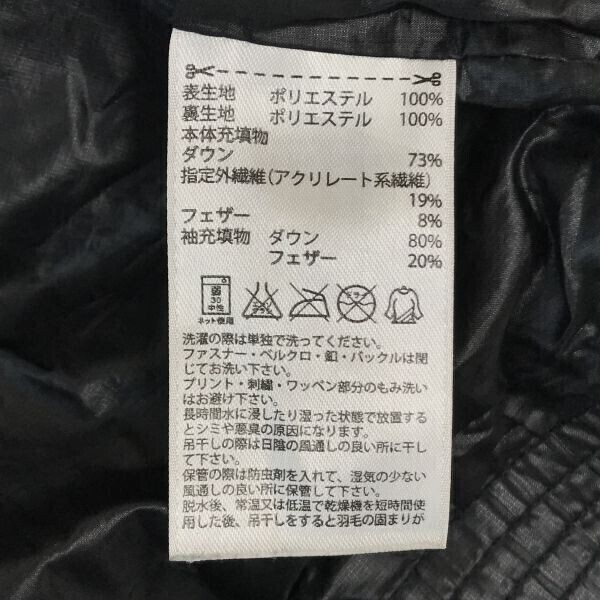 表生地 ポリエステル 100%
裏生地 ポリエステル 100%
本体充填物
ダウン 73%
指定外繊維(アクリレート系繊維)
19%
フェザー 8%
袖充填物 ダウン 80%
フェザー 20%
弱
30
中性
ネット使用
洗濯の際は単独で洗ってください。
ファスナー・ベルクロ・釦・バックルは閉
じてお洗い下さい。
プリント・刺繍・ワッペン部分のもみ洗い
はお避け下さい。
長時間水に浸したり湿った状態で放置する
とシミや悪臭の原因になります。
吊干しの際は日陰の風通しの良い所に干し
て下さい。
保管の際は防虫剤を入れて、湿気の少ない
風通しの良い所に保管して下さい。
脱水後、常温又は低温で乾燥機を短時間使
用した後、吊干しをすると羽毛の固まりが